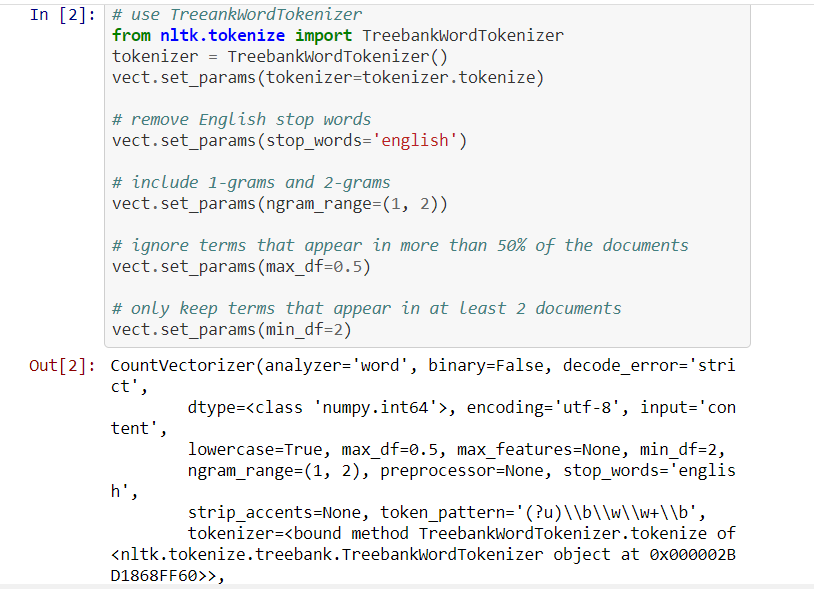 In [2]: # use TreeankWordTokenizer
from nltk.tokenize import TreebankWordTokenizer
tokenizer = TreebankWordTokenizer()
vect.set_params(tokenizer=tokenizer.tokenize)
# remove English stop words
vect.set_params(stop_words='english')
# include 1-grams and 2-grams
vect.set_params(ngram_range=(1, 2))
# ignore terms that appear in more than 50% of the documents
vect.set_params(max_df=0.5)
# only keep terms that appear in at least 2 documents
vect.set_params(min_df=2)
Out[2]: CountVectorizer(analyzer='word', binary=False, decode_error='stri
ct',
dtype=<class 'numpy.int64'>, encoding='utf-8', input='con
tent',
lowercase=True, max_df=0.5, max_features=None, min_df=2,
ngram_range=(1, 2), preprocessor=None, stop_words='englis
h',
strip_accents=None, token_pattern='(?u)\\b\\w\\w+\\b',
tokenizer=<bound method TreebankWordTokenizer.tokenize of
<nltk.tokenize.treebank.TreebankWordTokenizer object at 0x000002B
D1868FF60>>,